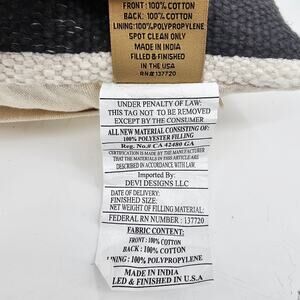 FRONT: 100% COTTON
BACK: 100% COTTON
LINING: 100% POLYPROPYLENE
SPOT CLEAN ONLY
MADE IN INDIA
FILLED & FINISHED
IN THE USA
RN# 137720
UNDER PENALTY OF LAW:
THIS TAG NOT TO BE REMOVED
EXCEPT BY THE CONSUMER
ALL NEW MATERIAL CONSISTING OF:
100% POLYESTER FILLING
Reg. No.# CA 42480 GA
CERTIFICATION IS MADE BY THE MANUFACTURER
THAT THE MATERIALS IN THIS ARTICLE ARE
DESCRIBED IN ACCORDANCE WITH LAW.
Imported By:
DEVI DESIGNS LLC
DATE OF DELIVERY:
FINISHED SIZE:
NET WEIGHT OF FILLING MATERIAL:
FEDERAL RN NUMBER : 137720
FABRIC CONTENT:
FRONT : 100% COTTON
BACK : 100% COTTON
LINING : 100% POLYPROPYLENE
MADE IN INDIA
LED & FINISHED IN U.S.A